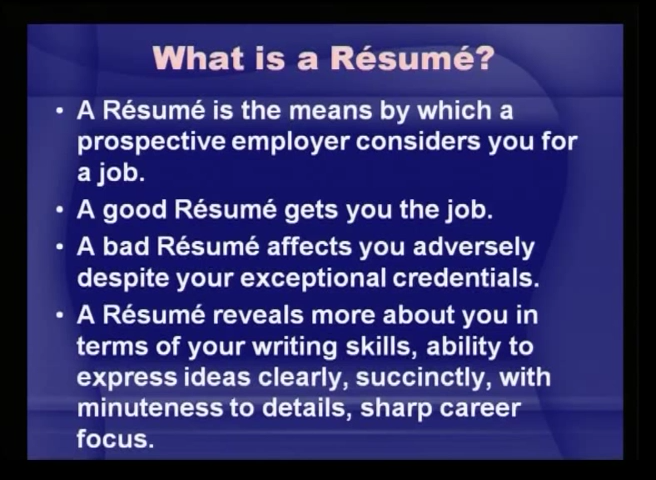 What is a Résumé?
• A Résumé is the means by which a
prospective employer considers you for
a job.
• A good Résumé gets you the job.
• A bad Résumé affects you adversely
despite your exceptional credentials.
• A Résumé reveals more about you in
terms of your writing skills, ability to
express ideas clearly, succinctly, with
minuteness to details, sharp career
focus.